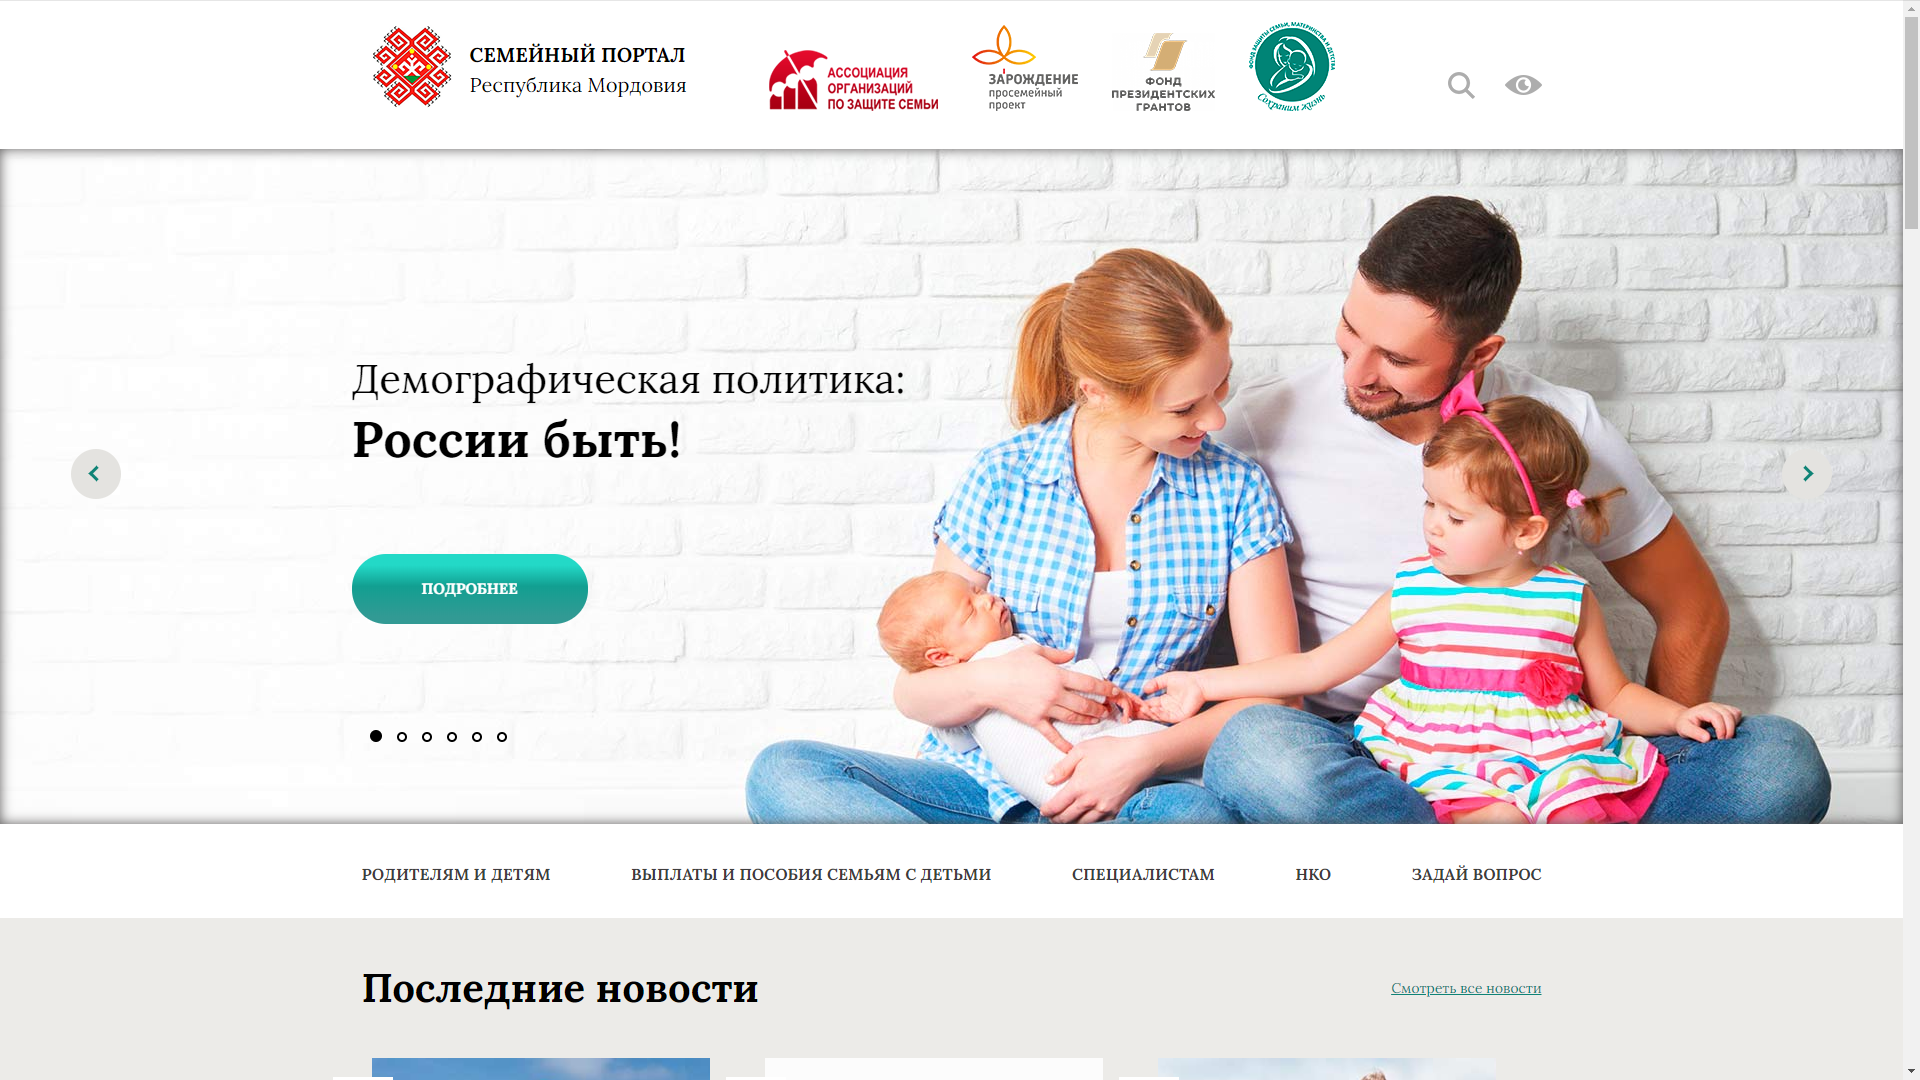 СЕМЕЙНЫЙ ПОРТАЛ
Республика Мордовия
АССОЦИАЦИЯ
ОРГАНИЗАЦИЙ
ПО ЗАЩИТЕ СЕМЬИ
ЗАРОЖДЕНИЕ
просемейный
проект
ФОНД
ПРЕЗИДЕНТСКИХ
ГРАНТОВ
ФОНД ЗАЩИТЫ СЕМЬИ, МАТЕРИНСТВА И ДЕТСТВА
Сохраним жизнь
Демографическая политика:
России быть!
ПОДРОБНЕЕ
РОДИТЕЛЯМ И ДЕТЯМ
ВЫПЛАТЫ И ПОСОБИЯ СЕМЬЯМ С ДЕТЬМИ
СПЕЦИАЛИСТАМ
НКО
ЗАДАЙ ВОПРОС
Последние новости
Смотреть все новости